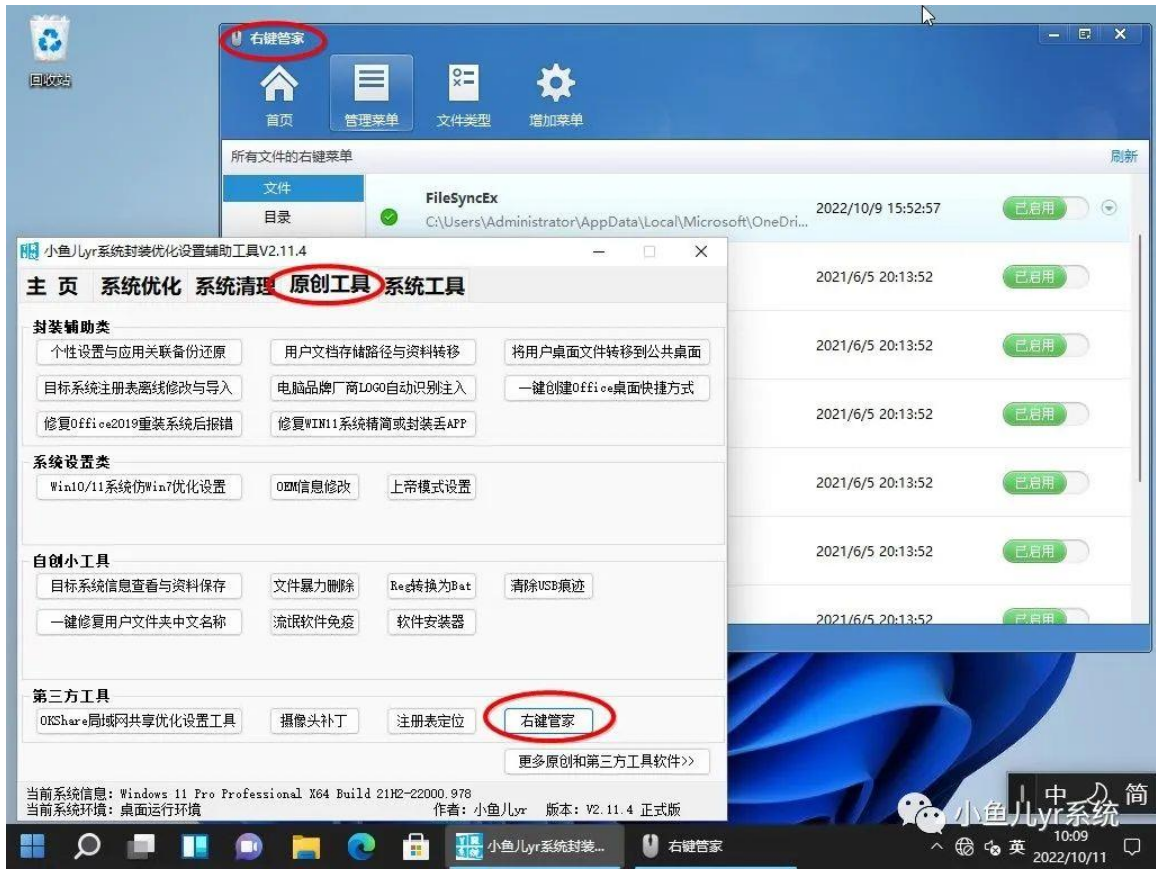 回收站
右键管家
首页 管理菜单 文件类型 增加菜单
所有文件的右键菜单 刷新
文件
目录
FileSyncEx
C:\Users\Administrator\AppData\Local\Microsoft\OneDri...
2022/10/9 15:52:57 已启用
2021/6/5 20:13:52 已启用
2021/6/5 20:13:52 已启用
2021/6/5 20:13:52 已启用
2021/6/5 20:13:52 已启用
2021/6/5 20:13:52 已启用
2021/6/5 20:13:52 已启用
小鱼儿yr系统封装优化设置辅助工具V2.11.4
主 页 系统优化 系统清理 原创工具 系统工具
封装辅助类
个性设置与应用关联备份还原 用户文档存储路径与资料转移 将用户桌面文件转移到公共桌面
目标系统注册表离线修改与导入 电脑品牌厂商LOGO自动识别注入 一键创建Office桌面快捷方式
修复Office2019重装系统后报错 修复WIN11系统精简或封装丢APP
系统设置类
Win10/11系统仿Win7优化设置 OEM信息修改 上帝模式设置
自创小工具
目标系统信息查看与资料保存 文件暴力删除 Reg转换为Bat 清除USB痕迹
一键修复用户文件夹中文名称 流氓软件免疫 软件安装器
第三方工具
OKShare局域网共享优化设置工具 摄像头补丁 注册表定位 右键管家
更多原创和第三方工具软件>>
当前系统信息: Windows 11 Pro Professional X64 Build 21H2-22000.978
当前系统环境: 桌面运行环境 作者: 小鱼儿yr 版本: V2.11.4 正式版
中 简
小鱼儿yr系统
小鱼儿yr系统封装... 右键管家 英 10:09
2022/10/11